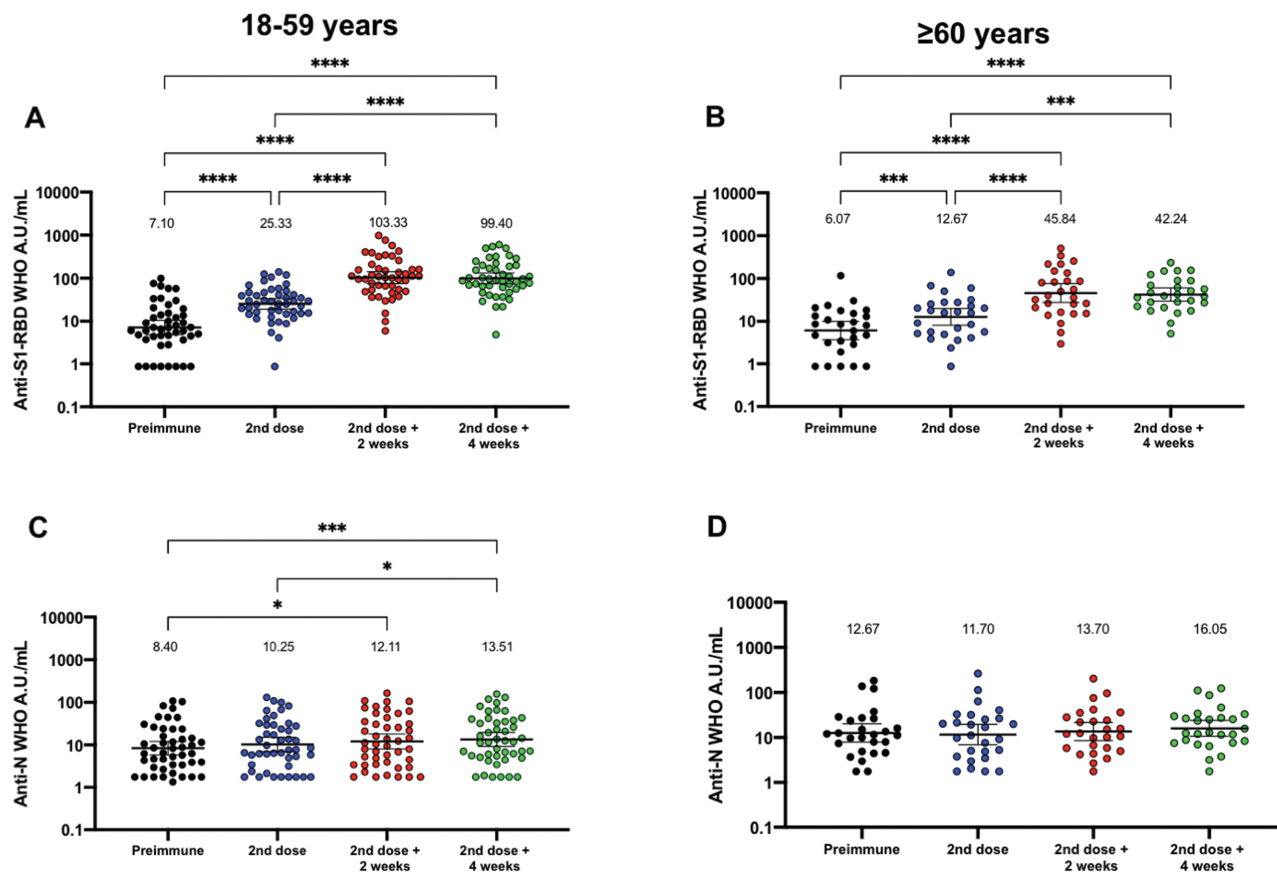 18-59 years
≥60 years
A
****
****
****
**** ****
Anti-S1-RBD WHO A.U./mL
10000
1000
100
10
1
0.1
7.10 25.33 103.33 99.40
Preimmune 2nd dose 2nd dose + 2nd dose +
2 weeks 4 weeks
B
****
***
****
*** ****
Anti-S1-RBD WHO A.U./mL
10000
1000
100
10
1
0.1
6.07 12.67 45.84 42.24
Preimmune 2nd dose 2nd dose + 2nd dose +
2 weeks 4 weeks
C
***
*
*
Anti-N WHO A.U./mL
10000
1000
100
10
1
0.1
8.40 10.25 12.11 13.51
Preimmune 2nd dose 2nd dose + 2nd dose +
2 weeks 4 weeks
D
Anti-N WHO A.U./mL
10000
1000
100
10
1
0.1
12.67 11.70 13.70 16.05
Preimmune 2nd dose 2nd dose + 2nd dose +
2 weeks 4 weeks